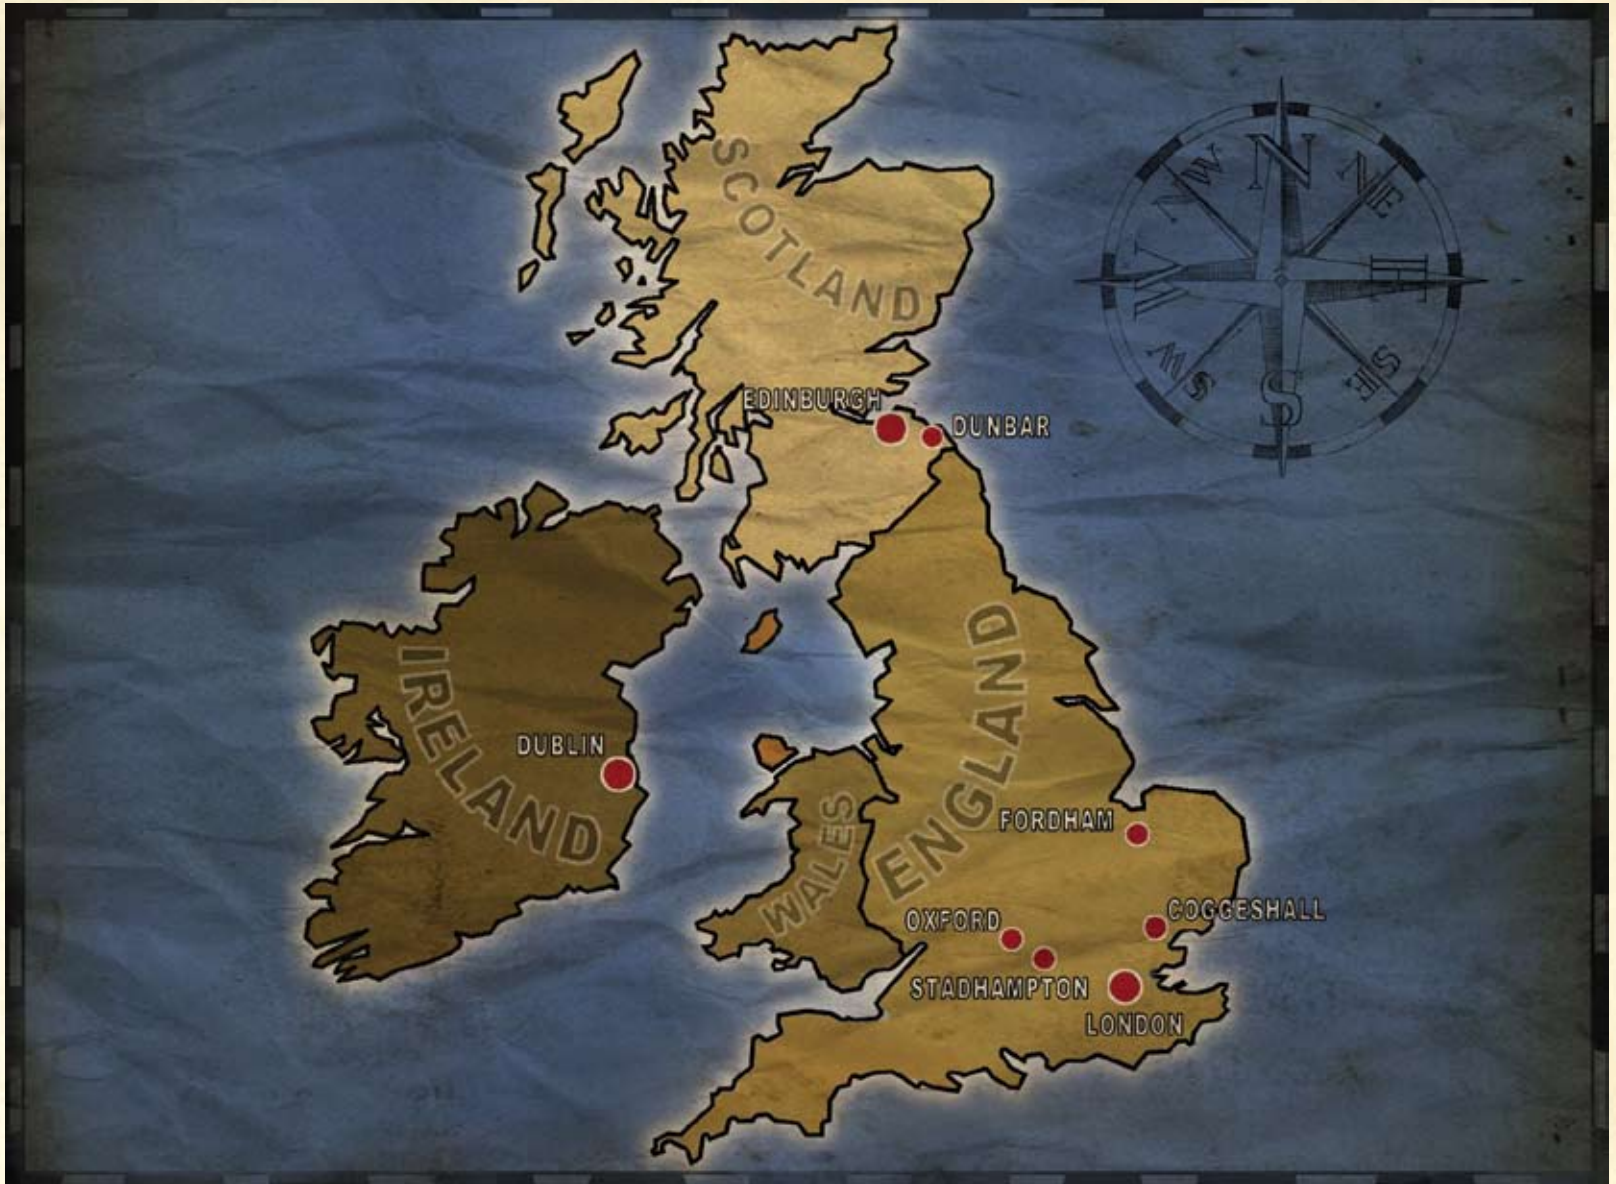 SCOTLAND
N
NE
E
SE
S
SW
W
NW
EDINBURGH
DUNBAR
IRELAND
DUBLIN
ENGLAND
WALES
FORDHAM
COGGESHALL
OXFORD
STADHAMPTON
LONDON